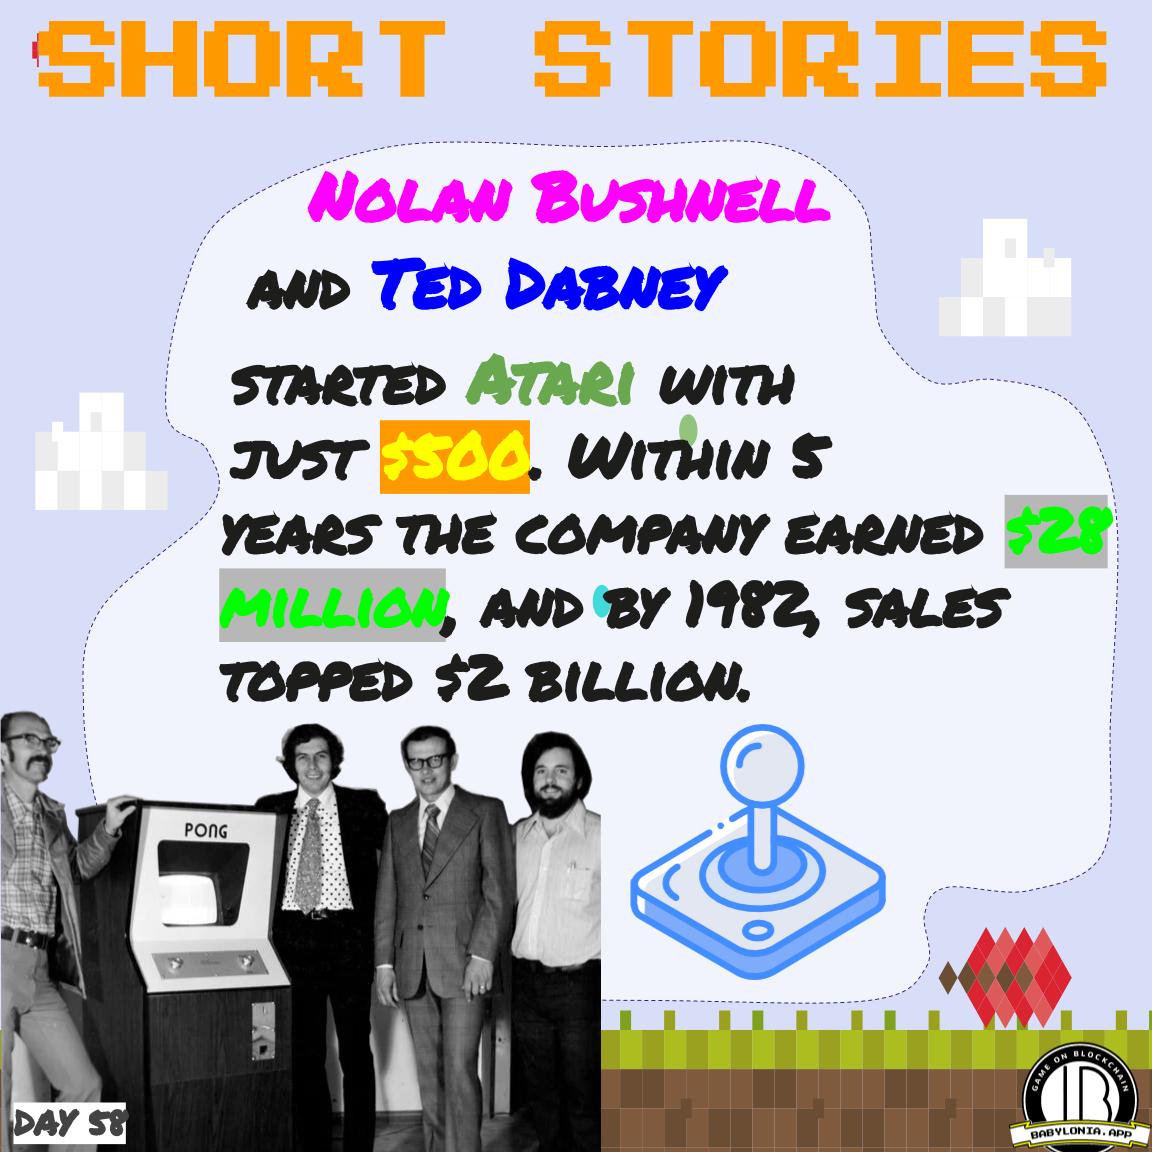 SHORT STORIES
NOLAN BUSHNELL
AND TED DABNEY
STARTED ATARI WITH
JUST $500. WITHIN 5
YEARS THE COMPANY EARNED $28
MILLION, AND BY 1982, SALES
TOPPED $2 BILLION.
PONG
DAY 58
GAME ON BLOCKCHAIN
BABYLONIA.APP